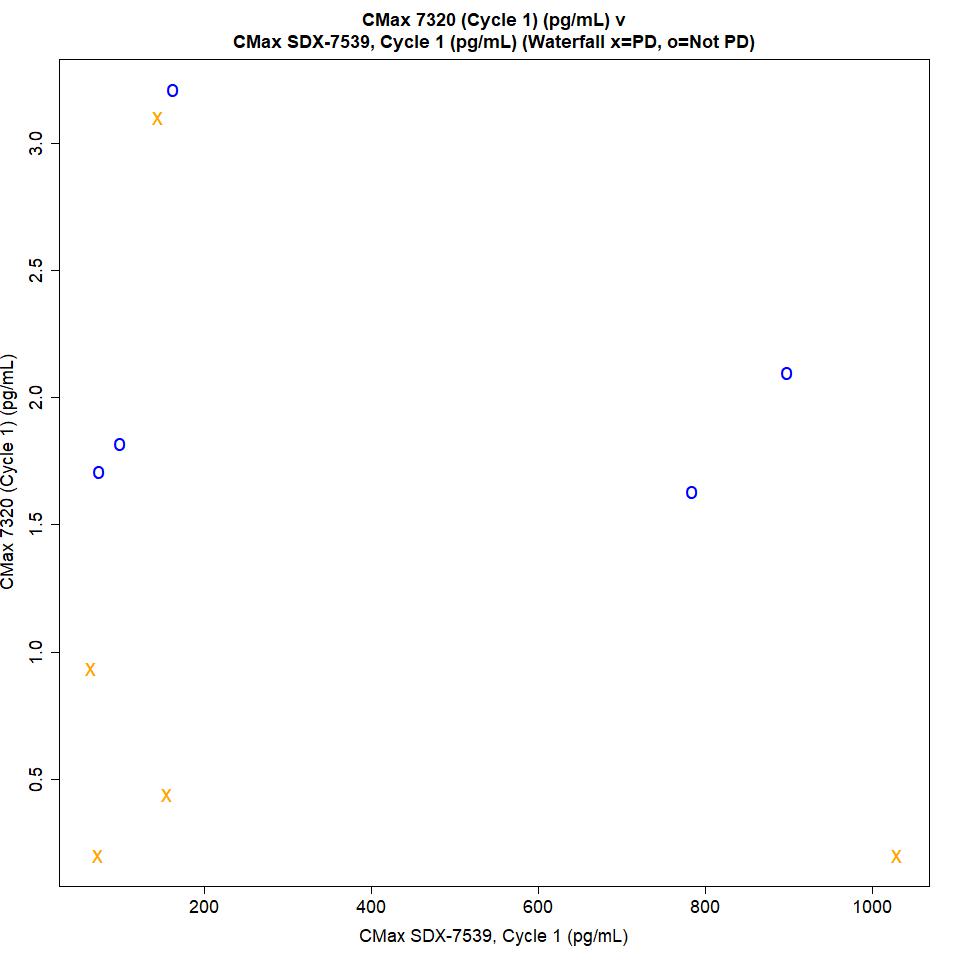 CMax 7320 (Cycle 1) (pg/mL) v
CMax SDX-7539, Cycle 1 (pg/mL) (Waterfall x=PD, o=Not PD)
CMax 7320 (Cycle 1) (pg/mL)
3.0
2.5
2.0
1.5
1.0
0.5
O
X
O
O
O
O
X
X
X
X
200
400
600
800
1000
CMax SDX-7539, Cycle 1 (pg/mL)